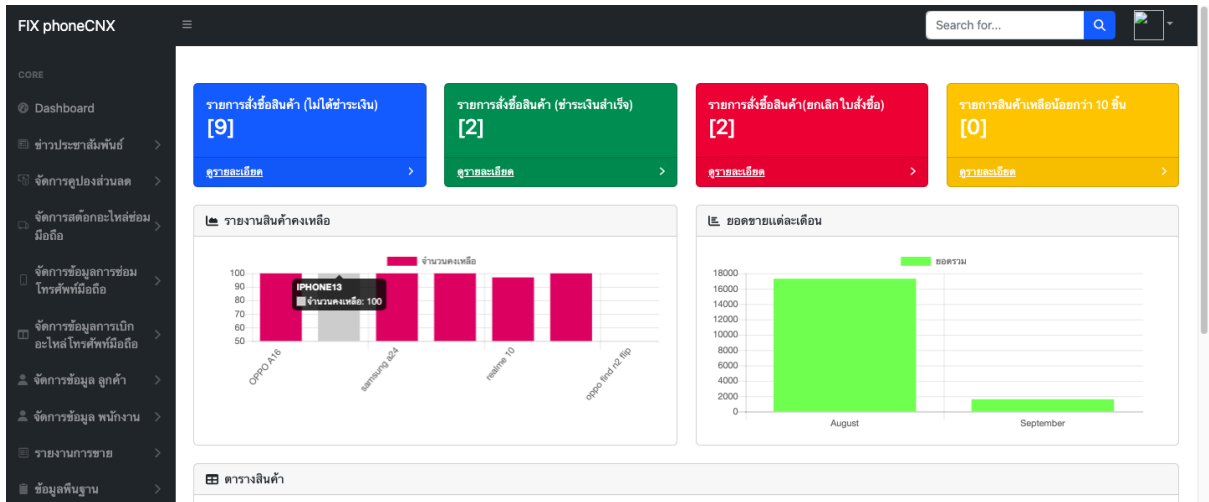 FIX phoneCNX
Search for...
CORE
Dashboard
ข่าวประชาสัมพันธ์
จัดการคูปองส่วนลด
จัดการสต๊อกอะไหล่ซ่อม
มือถือ
จัดการข้อมูลการซ่อม
โทรศัพท์มือถือ
จัดการข้อมูลการเบิก
อะไหล่โทรศัพท์มือถือ
จัดการข้อมูล ลูกค้า
จัดการข้อมูล พนักงาน
รายงานการขาย
ข้อมูลพื้นฐาน
รายการสั่งชื้อสินค้า (ไม่ได้ชำระเงิน)
[9]
ดูรายละเอียด
รายการสั่งชื้อสินค้า (ชำระเงินสำเร็จ)
[2]
ดูรายละเอียด
รายการสั่งชื้อสินค้า(ยกเลิกใบสั่งชื้อ)
[2]
ดูรายละเอียด
รายการสินค้าเหลือน้อยกว่า 10 ชิ้น
[0]
ดูรายละเอียด
รายงานสินค้าคงเหลือ
จำนวนคงเหลือ
100
90
80
70
60
50
IPHONE13
จำนวนคงเหลือ: 100
OPPO A16
samsung a24
realme 10
oppo find n2 flip
ยอดขายแต่ละเดือน
ยอดรวม
18000
16000
14000
12000
10000
8000
6000
4000
2000
0
August
September
ตารางสินค้า